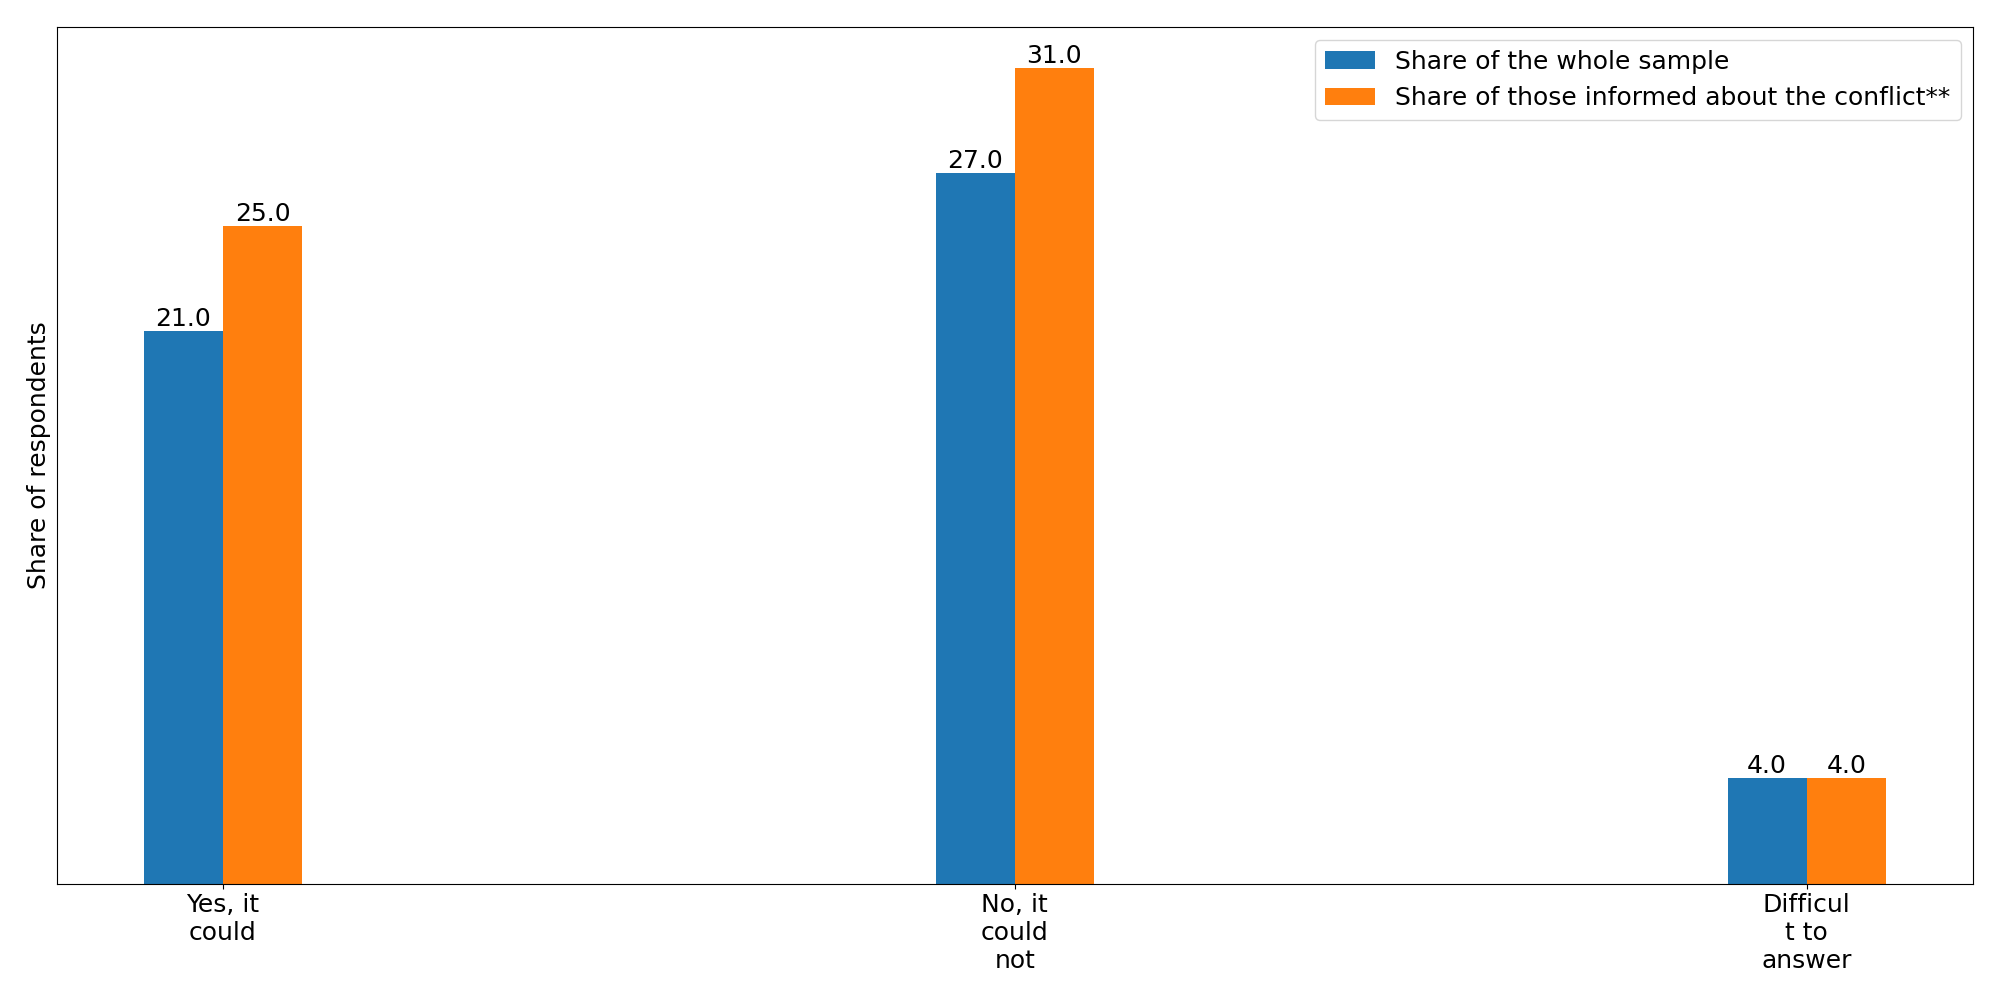 Share of the whole sample
Share of those informed about the conflict**
31.0
27.0
25.0
21.0
4.0 4.0
Share of respondents
Yes, it
could
No, it
could
not
Difficul
t to
answer